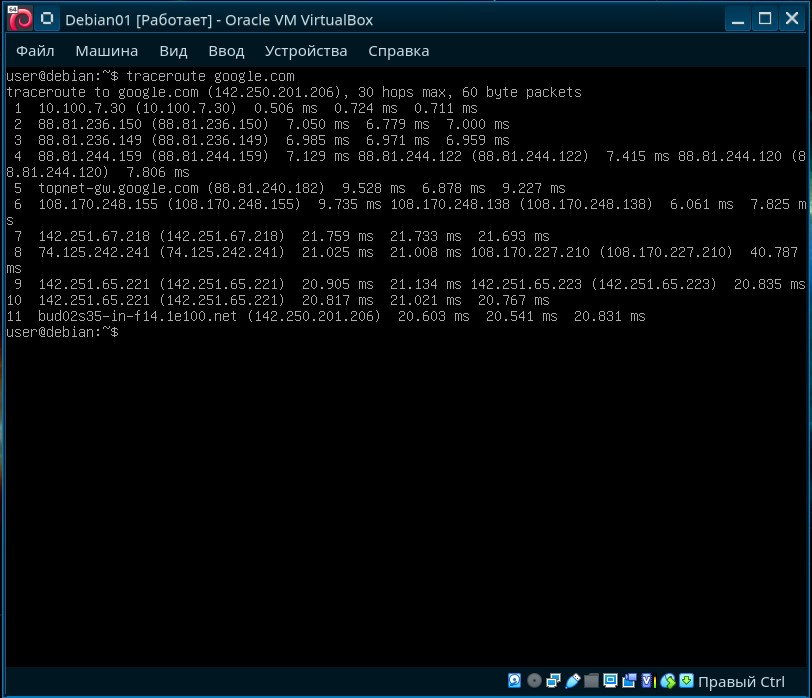 Debian01 [Работает] - Oracle VM VirtualBox
Файл Машина Вид Ввод Устройства Справка
user@debian:~$ traceroute google.com
traceroute to google.com (142.250.201.206), 30 hops max, 60 byte packets
 1  10.100.7.30 (10.100.7.30)  0.506 ms  0.724 ms  0.711 ms
 2  88.81.236.150 (88.81.236.150)  7.050 ms  6.779 ms  7.000 ms
 3  88.81.236.149 (88.81.236.149)  6.985 ms  6.971 ms  6.959 ms
 4  88.81.244.159 (88.81.244.159)  7.129 ms 88.81.244.122 (88.81.244.122)  7.415 ms 88.81.244.120 (8
8.81.244.120)  7.806 ms
 5  topnet-gw.google.com (88.81.240.182)  9.528 ms  6.878 ms  9.227 ms
 6  108.170.248.155 (108.170.248.155)  9.735 ms 108.170.248.138 (108.170.248.138)  6.061 ms  7.825 m
s
 7  142.251.67.218 (142.251.67.218)  21.759 ms  21.733 ms  21.693 ms
 8  74.125.242.241 (74.125.242.241)  21.025 ms  21.008 ms 108.170.227.210 (108.170.227.210)  40.787
ms
 9  142.251.65.221 (142.251.65.221)  20.905 ms  21.134 ms 142.251.65.223 (142.251.65.223)  20.835 ms
10  142.251.65.221 (142.251.65.221)  20.817 ms  21.021 ms  20.767 ms
11  bud02s35-in-f14.1e100.net (142.250.201.206)  20.603 ms  20.541 ms  20.831 ms
user@debian:~$
Правый Ctrl